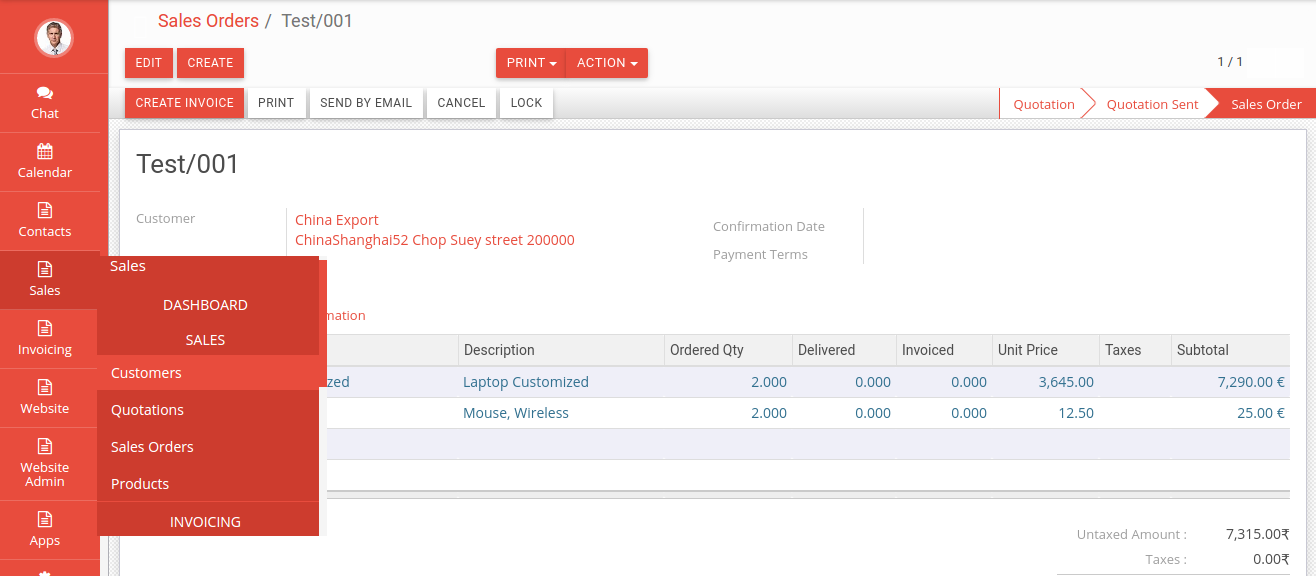 Sales Orders / Test/001
EDIT CREATE PRINT ACTION 1 / 1
CREATE INVOICE PRINT SEND BY EMAIL CANCEL LOCK Quotation Quotation Sent Sales Order
Chat
Calendar
Contacts
Sales
Invoicing
Website
Website
Admin
Apps
Sales
DASHBOARD
SALES
Customers
Quotations
Sales Orders
Products
INVOICING
Test/001
Customer China Export
ChinaShanghai52 Chop Suey street 200000
Confirmation Date
Payment Terms
mation
Description Ordered Qty Delivered Invoiced Unit Price Taxes Subtotal
zed Laptop Customized 2.000 0.000 0.000 3,645.00 7,290.00 €
Mouse, Wireless 2.000 0.000 0.000 12.50 25.00 €
Untaxed Amount : 7,315.00₹
Taxes : 0.00₹